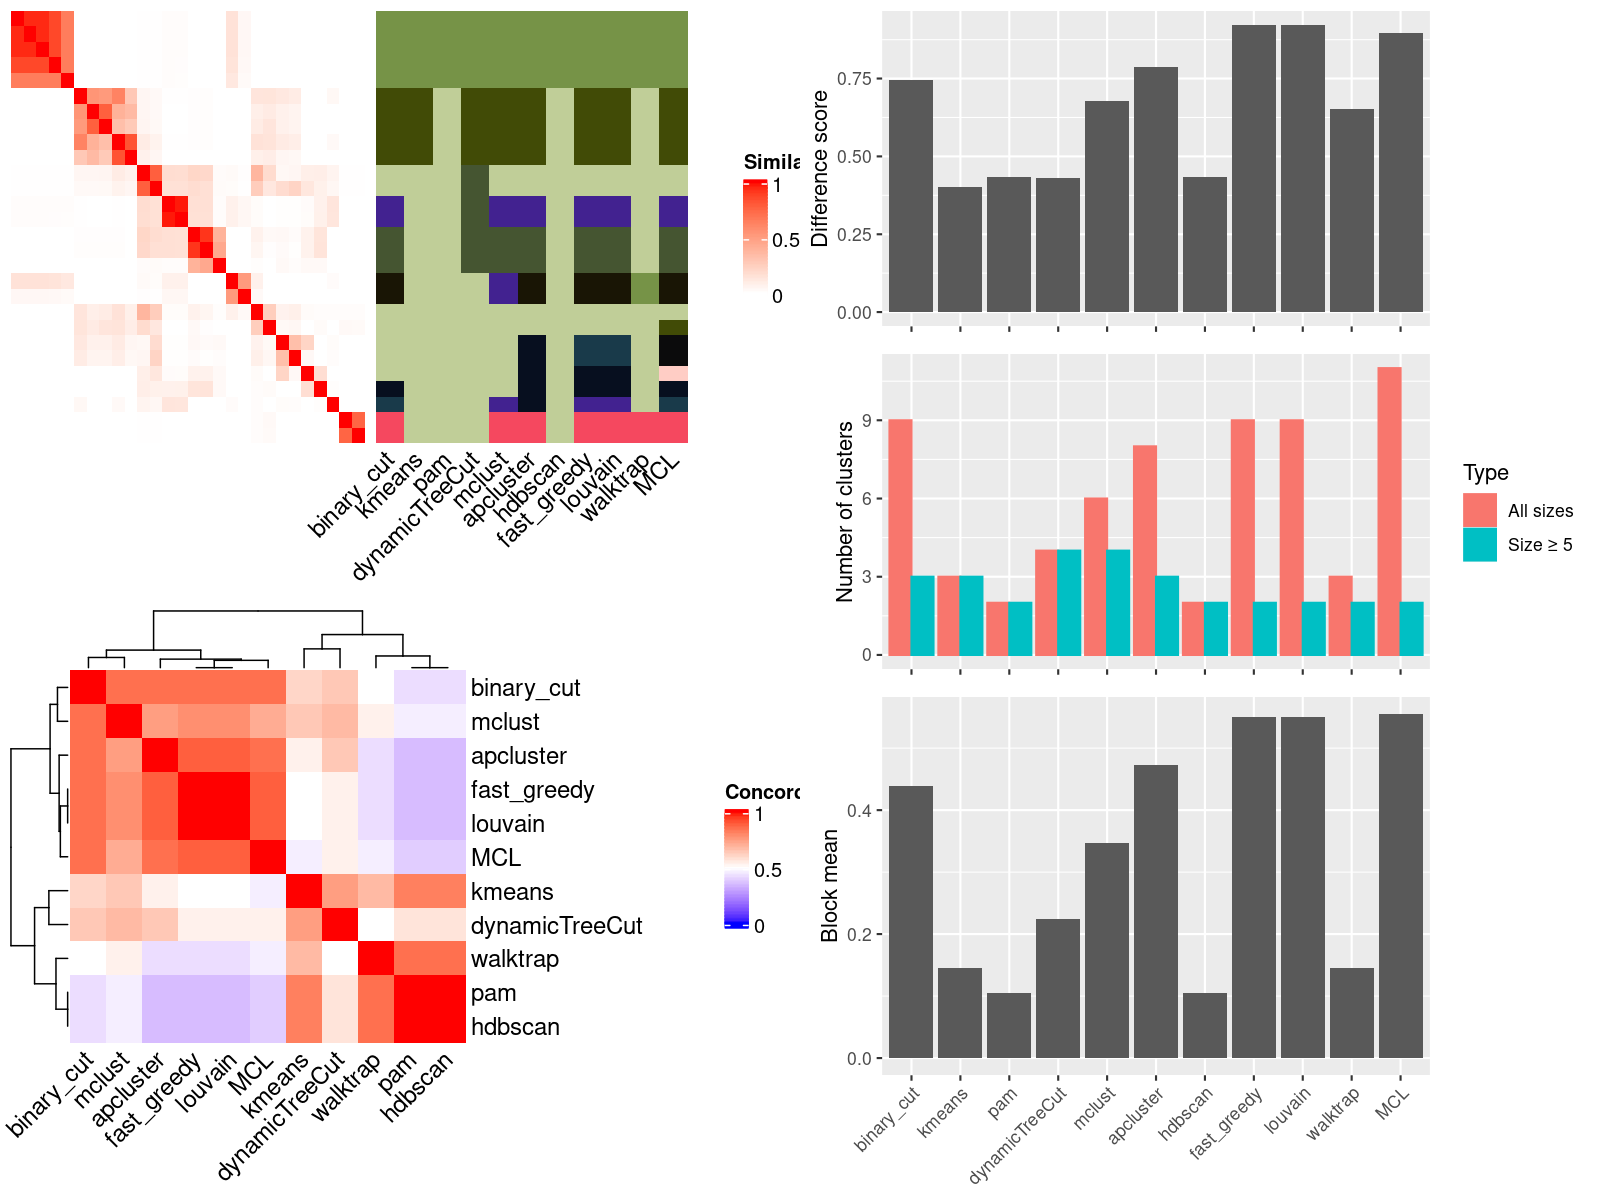 Simila
1
0.5
0
binary_cut
kmeans
pam
dynamicTreeCut
mclust
apcluster
hdbscan
fast_greedy
louvain
walktrap
MCL
binary_cut
mclust
apcluster
fast_greedy
louvain
MCL
kmeans
dynamicTreeCut
walktrap
pam
hdbscan
binary_cut
mclust
apcluster
fast_greedy
louvain
MCL
kmeans
dynamicTreeCut
walktrap
pam
hdbscan
Concord
1
0.5
0
Difference score
0.75
0.50
0.25
0.00
Number of clusters
9
6
3
0
Type
All sizes
Size ≥ 5
Block mean
0.4
0.2
0.0
binary_cut
kmeans
pam
dynamicTreeCut
mclust
apcluster
hdbscan
fast_greedy
louvain
walktrap
MCL